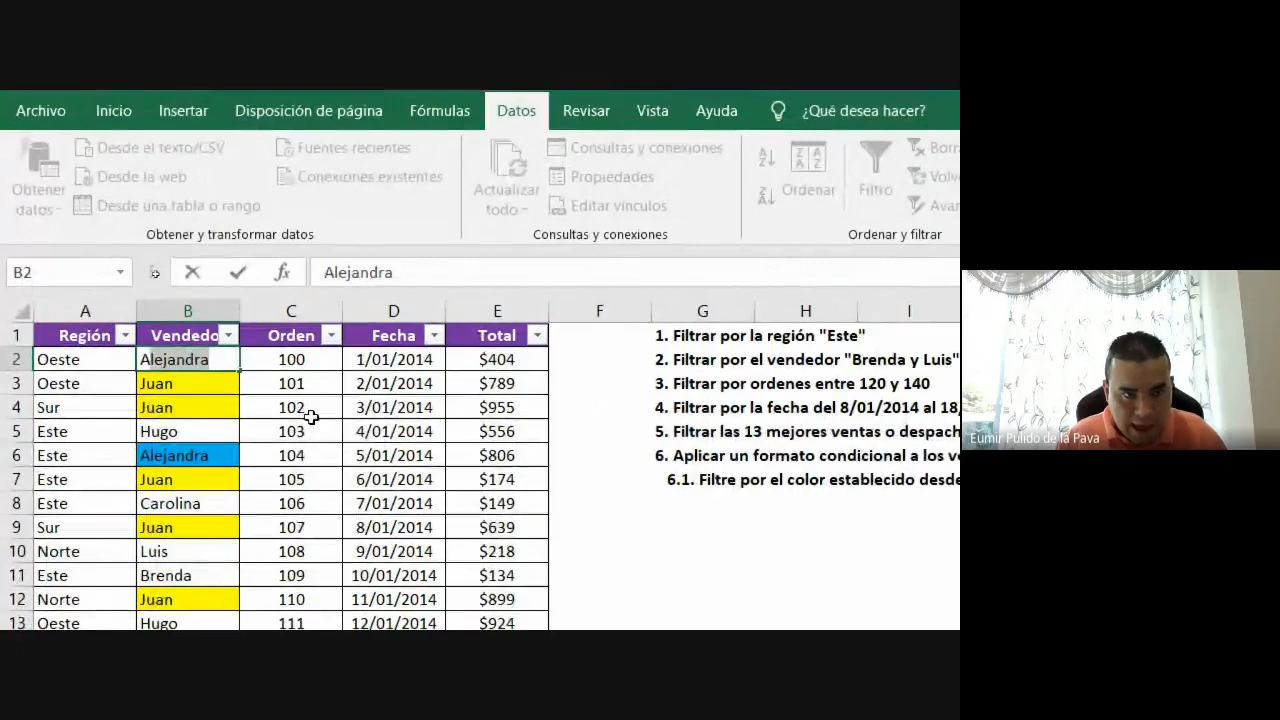 Archivo Inicio Insertar Disposición de página Fórmulas Datos Revisar Vista Ayuda ¿Qué desea hacer?
Obtener datos
Desde el texto/CSV
Desde la web
Desde una tabla o rango
Fuentes recientes
Conexiones existentes
Obtener y transformar datos
Actualizar todo
Consultas y conexiones
Propiedades
Editar vínculos
Consultas y conexiones
Ordenar
Filtro
Borra
Volv
Avan
Ordenar y filtrar
B2 fx Alejandra
A B C D E F G H I
1 Región Vendedo Orden Fecha Total 1. Filtrar por la región "Este"
2 Oeste Alejandra 100 1/01/2014 $404 2. Filtrar por el vendedor "Brenda y Luis"
3 Oeste Juan 101 2/01/2014 $789 3. Filtrar por ordenes entre 120 y 140
4 Sur Juan 102 3/01/2014 $955 4. Filtrar por la fecha del 8/01/2014 al 18/
5 Este Hugo 103 4/01/2014 $556 5. Filtrar las 13 mejores ventas o despach
6 Este Alejandra 104 5/01/2014 $806 6. Aplicar un formato condicional a los ve
7 Este Juan 105 6/01/2014 $174 6.1. Filtre por el color establecido desde
8 Este Carolina 106 7/01/2014 $149
9 Sur Juan 107 8/01/2014 $639
10 Norte Luis 108 9/01/2014 $218
11 Este Brenda 109 10/01/2014 $134
12 Norte Juan 110 11/01/2014 $899
13 Oeste Hugo 111 12/01/2014 $924
Eumir Pulido de la Pava